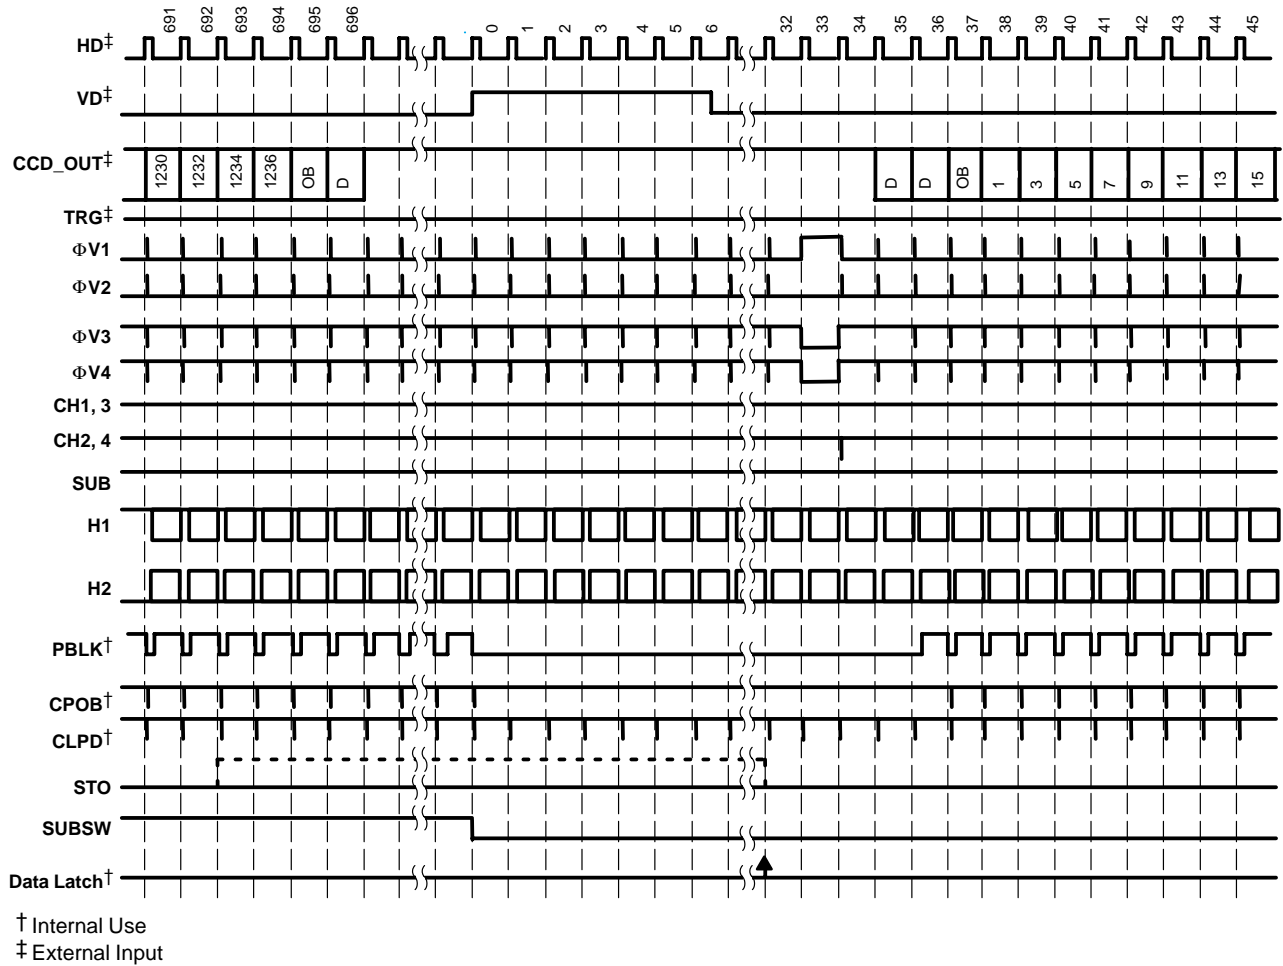 691 692 693 694 695 696 0 1 2 3 4 5 6 32 33 34 35 36 37 38 39 40 41 42 43 44 45
HD‡
VD‡
CCD_OUT‡ 1230 1232 1234 1236 OB D D D OB 1 3 5 7 9 11 13 15
TRG‡
ΦV1
ΦV2
ΦV3
ΦV4
CH1, 3
CH2, 4
SUB
H1
H2
PBLK†
CPOB†
CLPD†
STO
SUBSW
Data Latch†
† Internal Use
‡ External Input